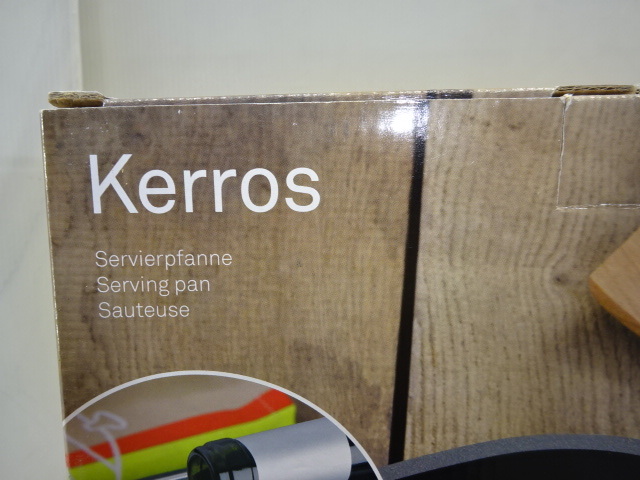 Kerros
Servierpfanne
Serving pan
Sauteuse